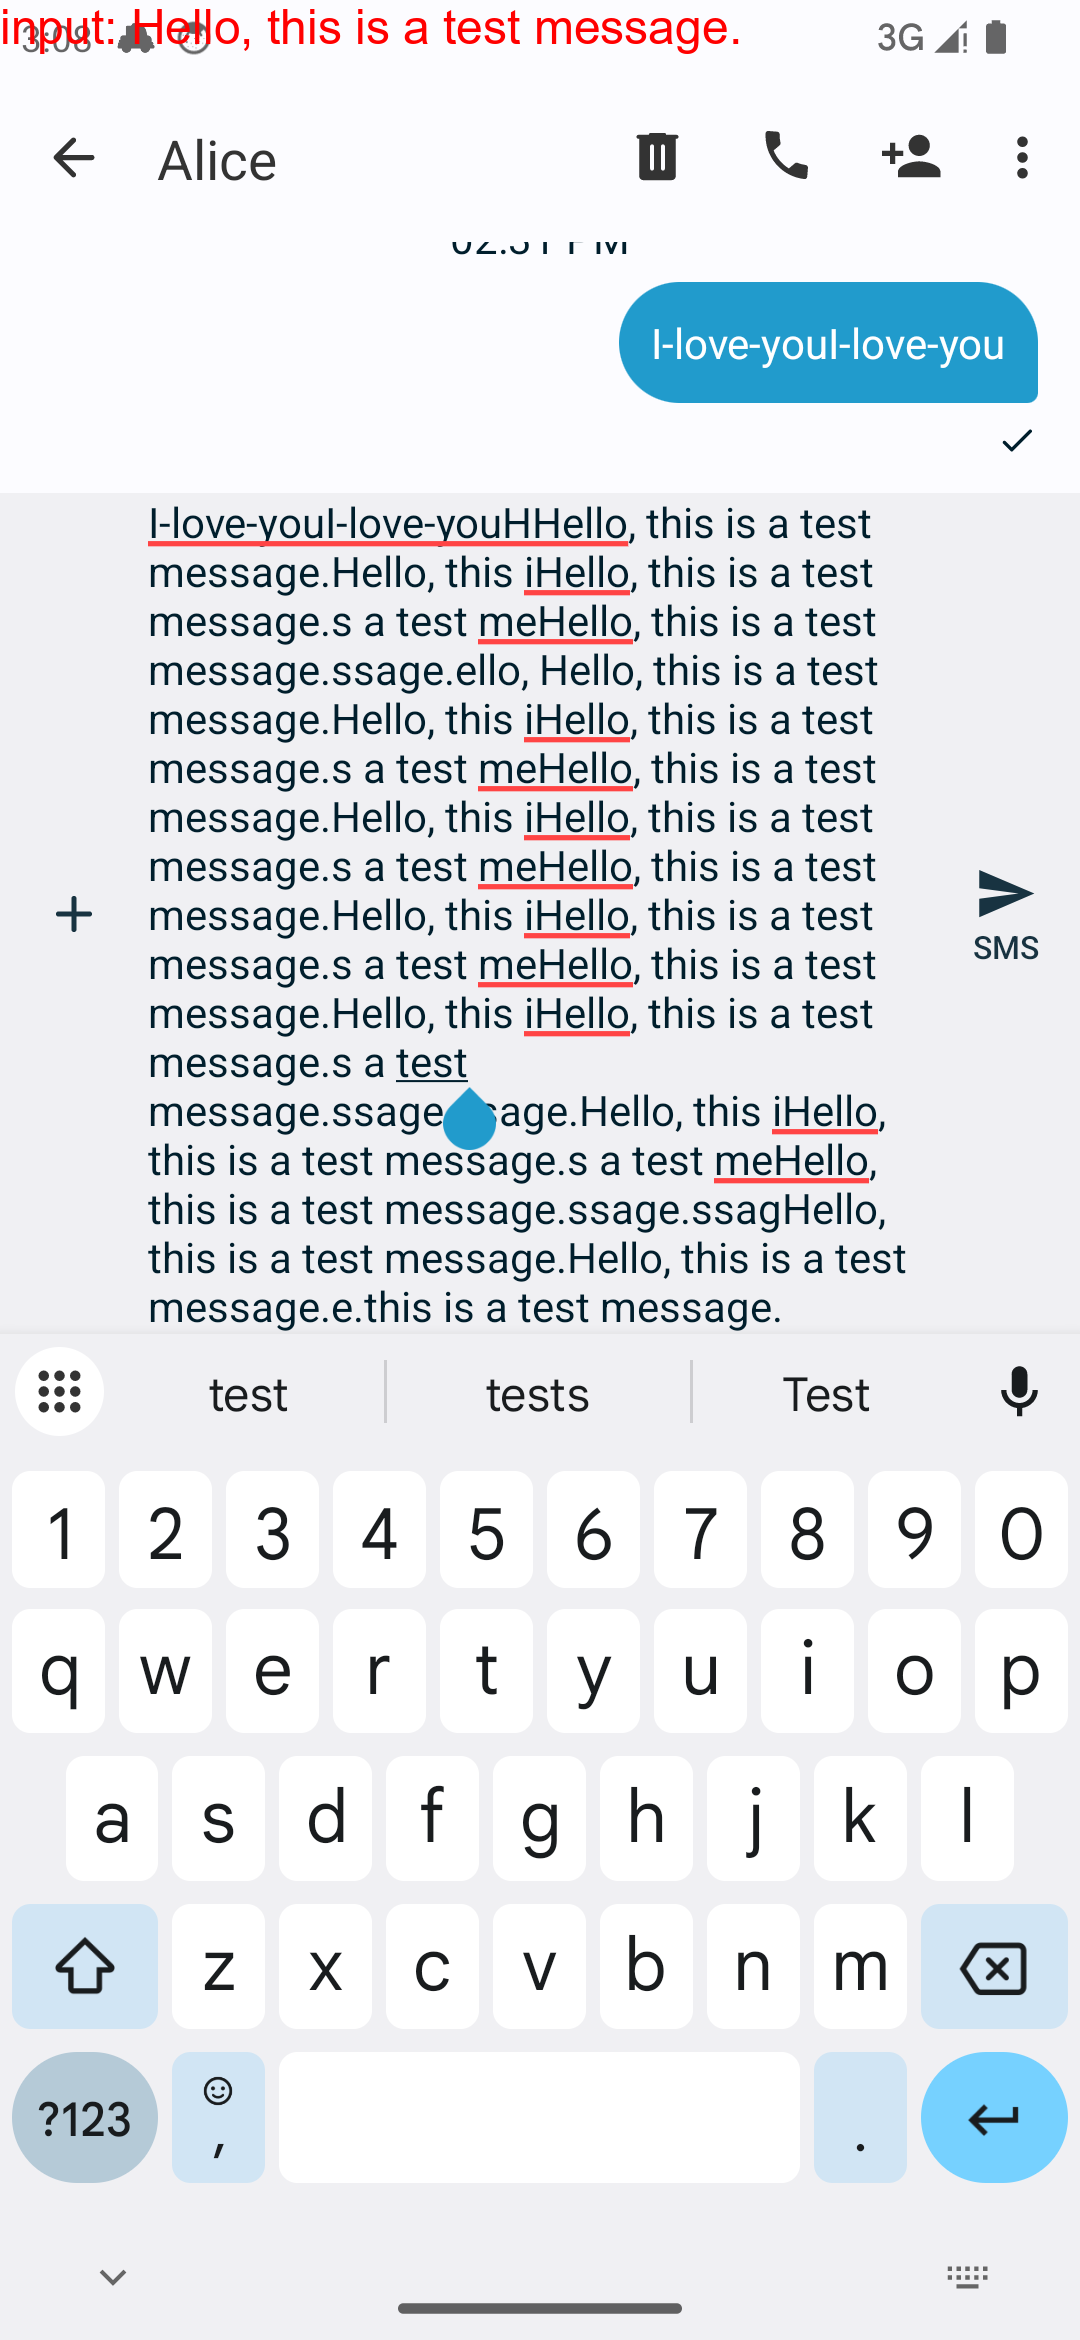 input: Hello, this is a test message.
3:08
3G
Alice
I-love-youI-love-you
I-love-youI-love-youHHello, this is a test
message.Hello, this iHello, this is a test
message.s a test meHello, this is a test
message.ssage.ello, Hello, this is a test
message.Hello, this iHello, this is a test
message.s a test meHello, this is a test
message.Hello, this iHello, this is a test
message.s a test meHello, this is a test
message.Hello, this iHello, this is a test
message.s a test meHello, this is a test
message.Hello, this iHello, this is a test
message.s a test
message.ssage sage.Hello, this iHello,
this is a test message.s a test meHello,
this is a test message.ssage.ssagHello,
this is a test message.Hello, this is a test
message.e.this is a test message.
SMS
test tests Test
1 2 3 4 5 6 7 8 9 0
q w e r t y u i o p
a s d f g h j k l
z x c v b n m
?123 , .